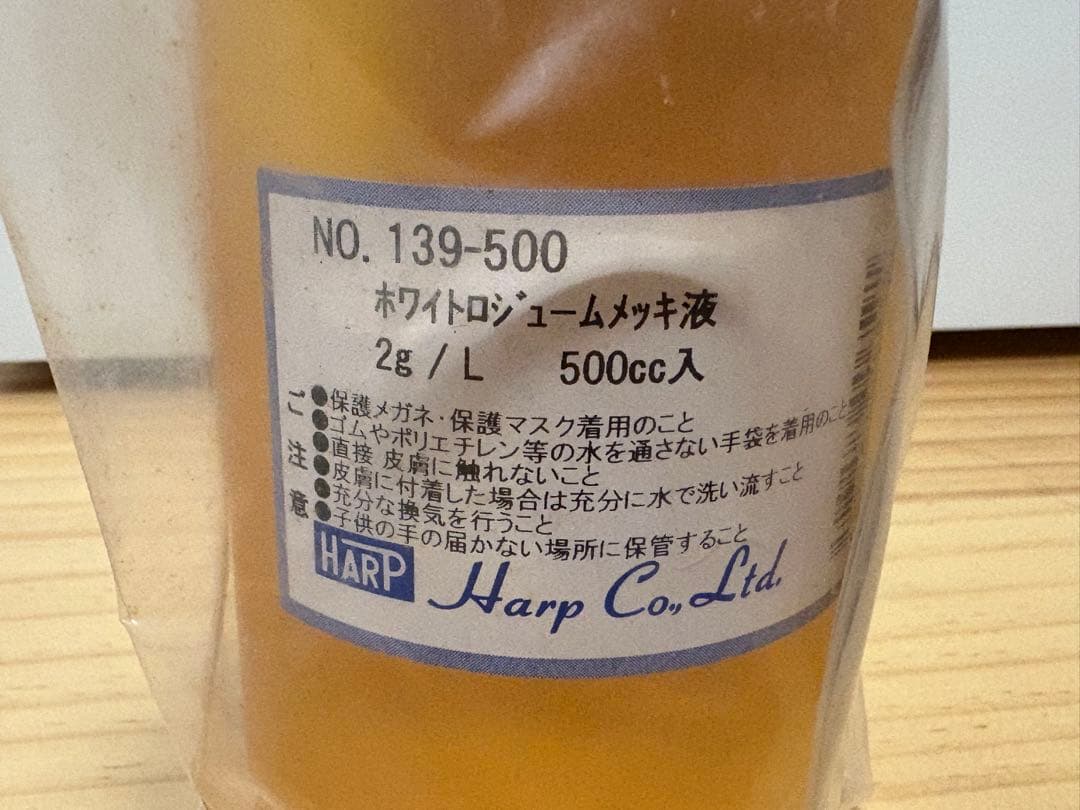 NO. 139-500
ホワイトロジュームメッキ液
2g / L 500cc入
ご注意
●保護メガネ・保護マスク着用のこと
●ゴムやポリエチレン等の水を通さない手袋を着用のこと
●直接 皮膚に触れないこと
●皮膚に付着した場合は充分に水で洗い流すこと
●充分な換気を行うこと
●子供の手の届かない場所に保管すること
HARP Harp Co., Ltd.